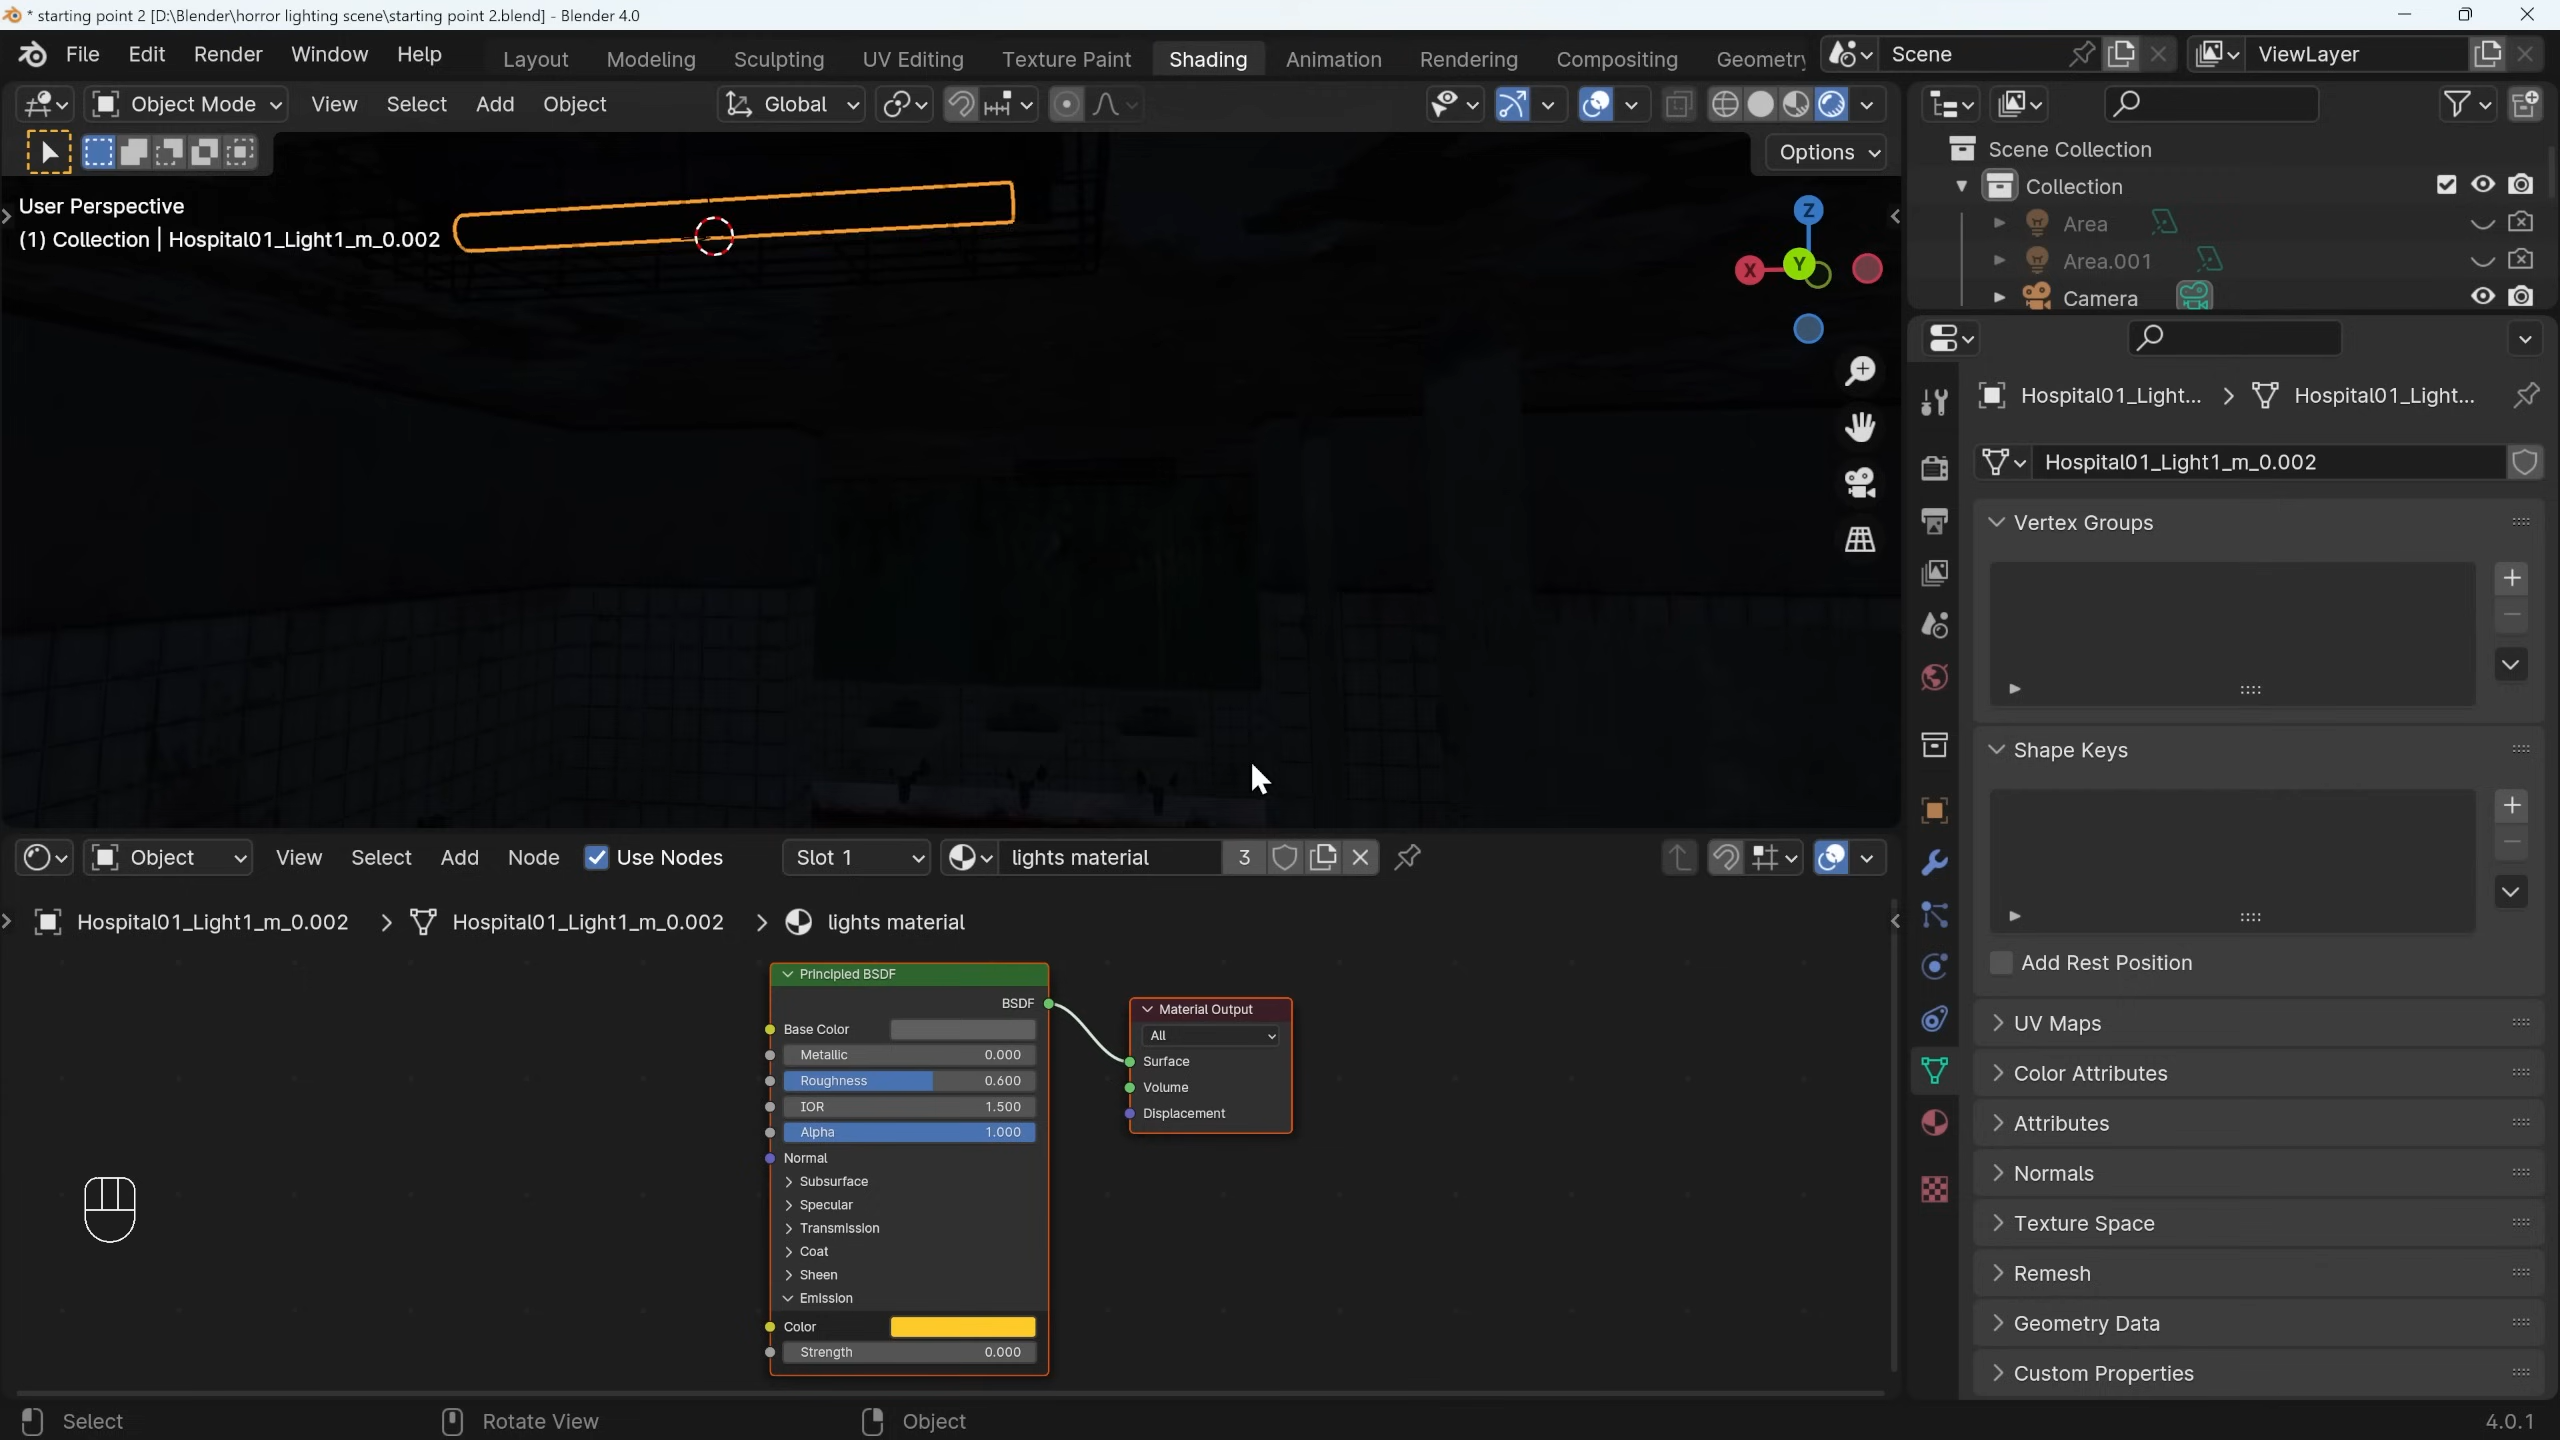 * starting point 2 [D:\Blender\horror lighting scene\starting point 2.blend] - Blender 4.0
File Edit Render Window Help Layout Modeling Sculpting UV Editing Texture Paint Shading Animation Rendering Compositing Geometry Scene ViewLayer
Object Mode View Select Add Object Global
Options
User Perspective
(1) Collection | Hospital01_Light1_m_0.002
Z
X
Y
Scene Collection
Collection
Area
Area.001
Camera
Hospital01_Light... Hospital01_Light...
Hospital01_Light1_m_0.002
Vertex Groups
Shape Keys
Add Rest Position
UV Maps
Color Attributes
Attributes
Normals
Texture Space
Remesh
Geometry Data
Custom Properties
Object View Select Add Node Use Nodes Slot 1 lights material 3
Hospital01_Light1_m_0.002 Hospital01_Light1_m_0.002 lights material
Principled BSDF
BSDF
Base Color
Metallic 0.000
Roughness 0.600
IOR 1.500
Alpha 1.000
Normal
Subsurface
Specular
Transmission
Coat
Sheen
Emission
Color
Strength 0.000
Material Output
All
Surface
Volume
Displacement
Select Rotate View Object 4.0.1